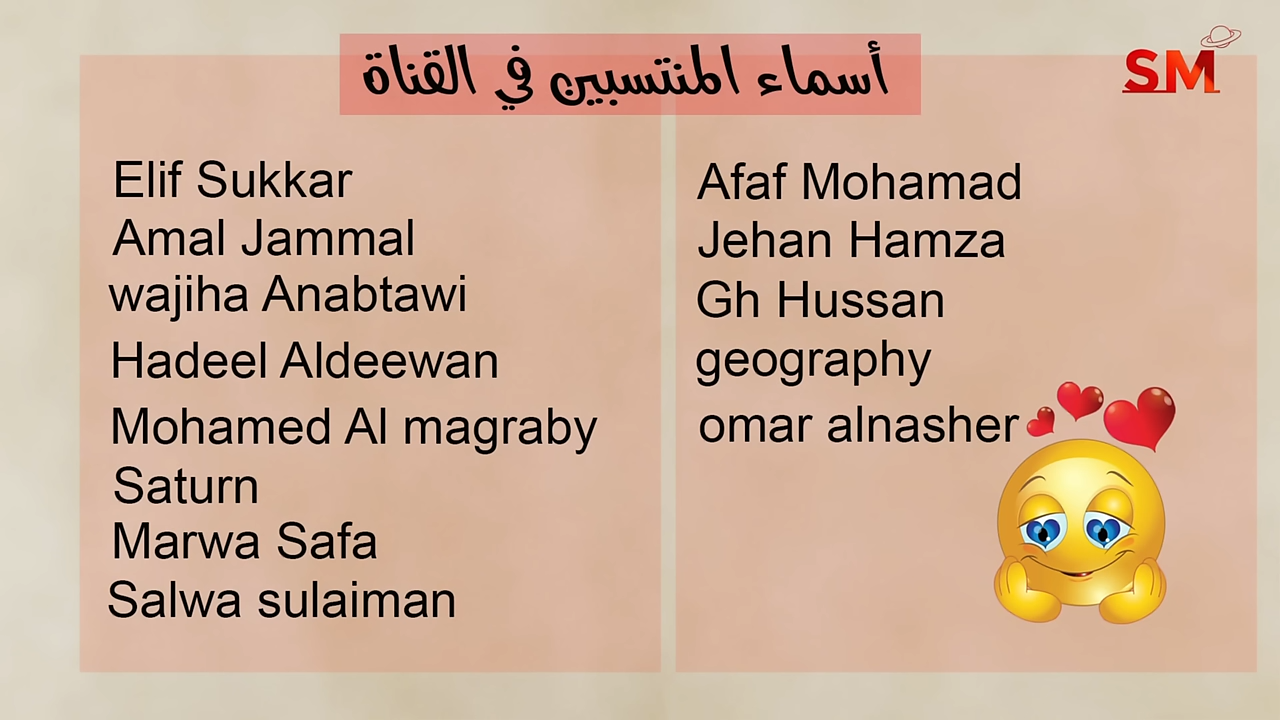 أسماء المنتسبين في القناة
SM
Elif Sukkar
Amal Jammal
wajiha Anabtawi
Hadeel Aldeewan
Mohamed Al magraby
Saturn
Marwa Safa
Salwa sulaiman
Afaf Mohamad
Jehan Hamza
Gh Hussan
geography
omar alnasher